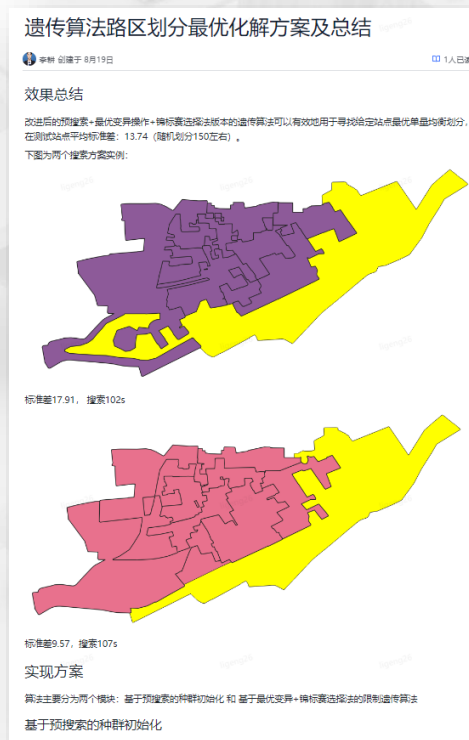 遗传算法路区划分最优化解方案及总结
李耕 创建于 8月19日
1人已
效果总结
改进后的预搜索+最优变异操作+锦标赛选择法版本的遗传算法可以有效地用于寻找给定站点最优单量均衡划分，
在测试站点平均标准差：13.74（随机划分150左右）。
下图为两个搜索方案实例：
标准差17.91， 搜索102s
标准差9.57，搜索107s
实现方案
算法主要分为两个模块：基于预搜索的种群初始化 和 基于最优变异+锦标赛选择法的限制遗传算法
基于预搜索的种群初始化